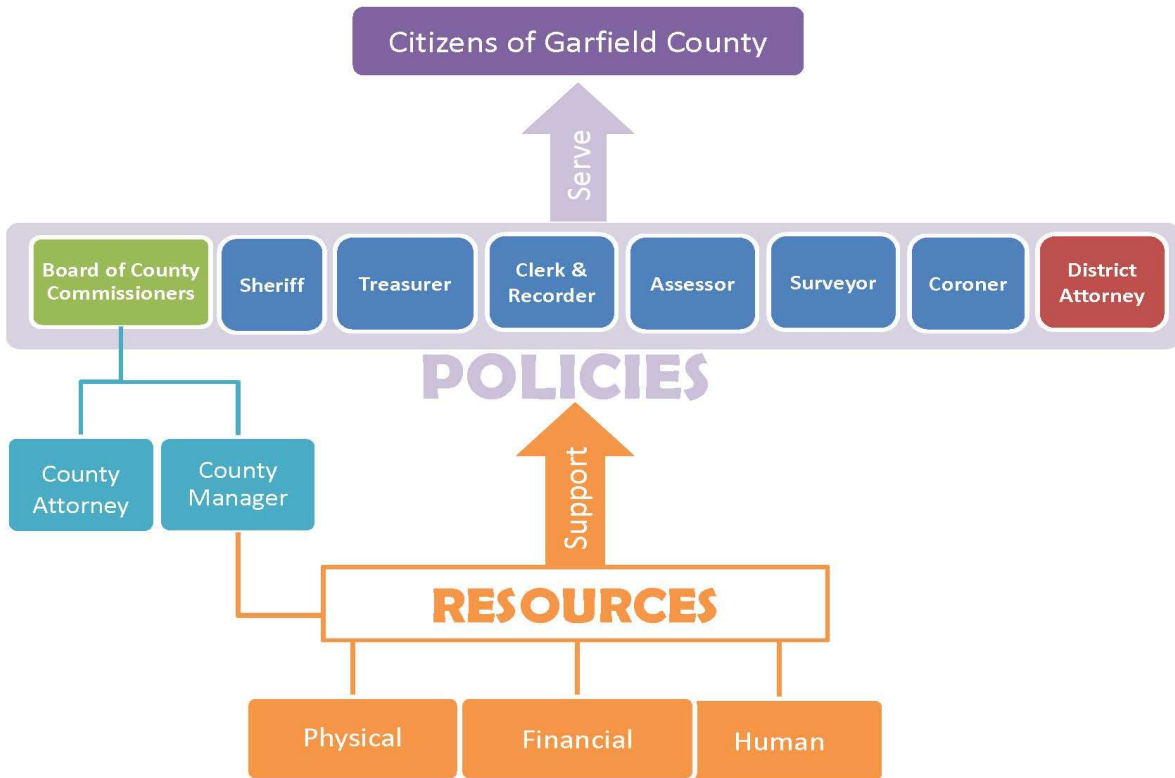 Citizens of Garfield County
Serve
Board of County
Commissioners
Sheriff
Treasurer
Clerk &
Recorder
Assessor
Surveyor
Coroner
District
Attorney
POLICIES
County
Attorney
County
Manager
Support
RESOURCES
Physical
Financial
Human